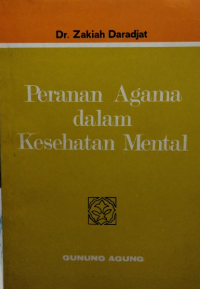 Dr. Zakiah Daradjat
Peranan Agama
dalam
Kesehatan Mental
GUNUNG AGUNG